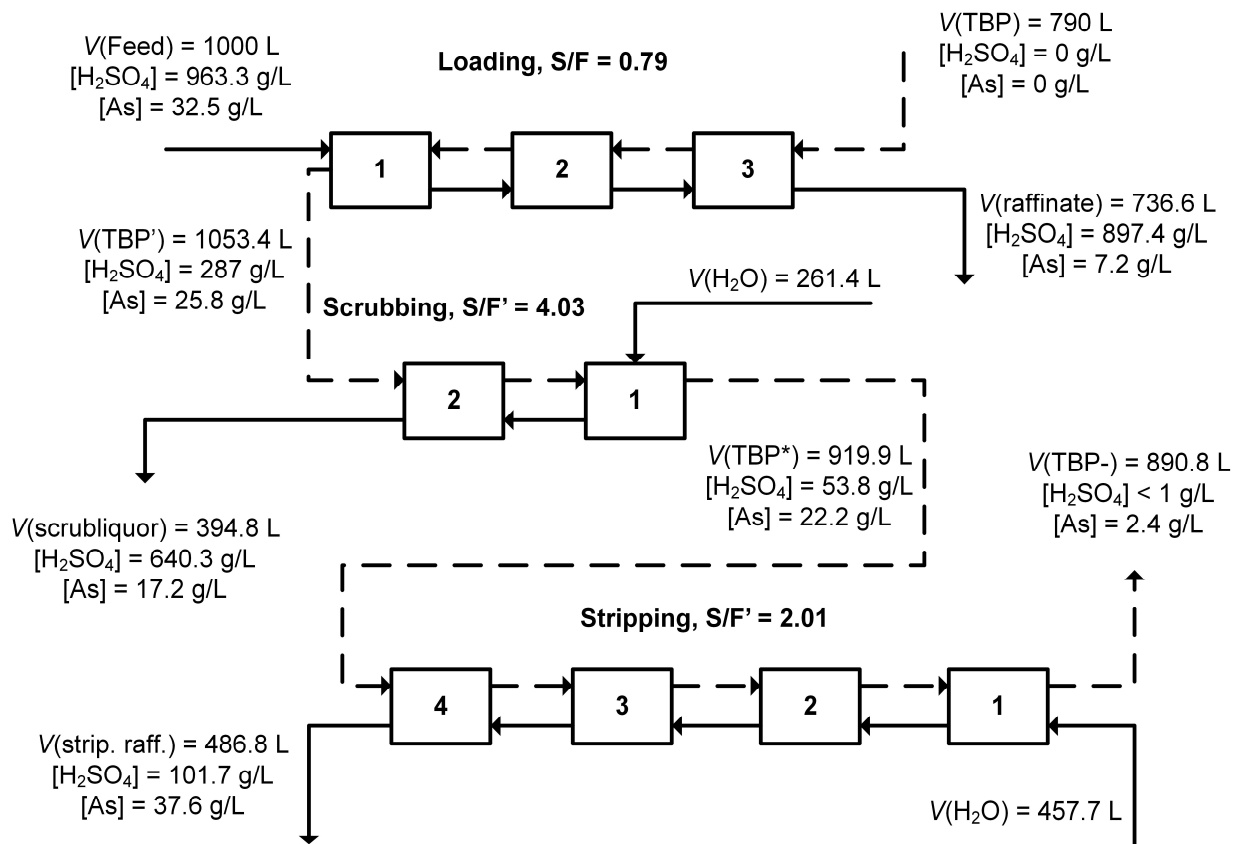 V(Feed) = 1000 L
[H₂SO₄] = 963.3 g/L
[As] = 32.5 g/L
Loading, S/F = 0.79
V(TBP) = 790 L
[H₂SO₄] = 0 g/L
[As] = 0 g/L
1
2
3
V(TBP') = 1053.4 L
[H₂SO₄] = 287 g/L
[As] = 25.8 g/L
V(raffinate) = 736.6 L
[H₂SO₄] = 897.4 g/L
[As] = 7.2 g/L
V(H₂O) = 261.4 L
Scrubbing, S/F' = 4.03
2
1
V(scrubliquor) = 394.8 L
[H₂SO₄] = 640.3 g/L
[As] = 17.2 g/L
V(TBP*) = 919.9 L
[H₂SO₄] = 53.8 g/L
[As] = 22.2 g/L
V(TBP-) = 890.8 L
[H₂SO₄] < 1 g/L
[As] = 2.4 g/L
Stripping, S/F' = 2.01
4
3
2
1
V(strip. raff.) = 486.8 L
[H₂SO₄] = 101.7 g/L
[As] = 37.6 g/L
V(H₂O) = 457.7 L